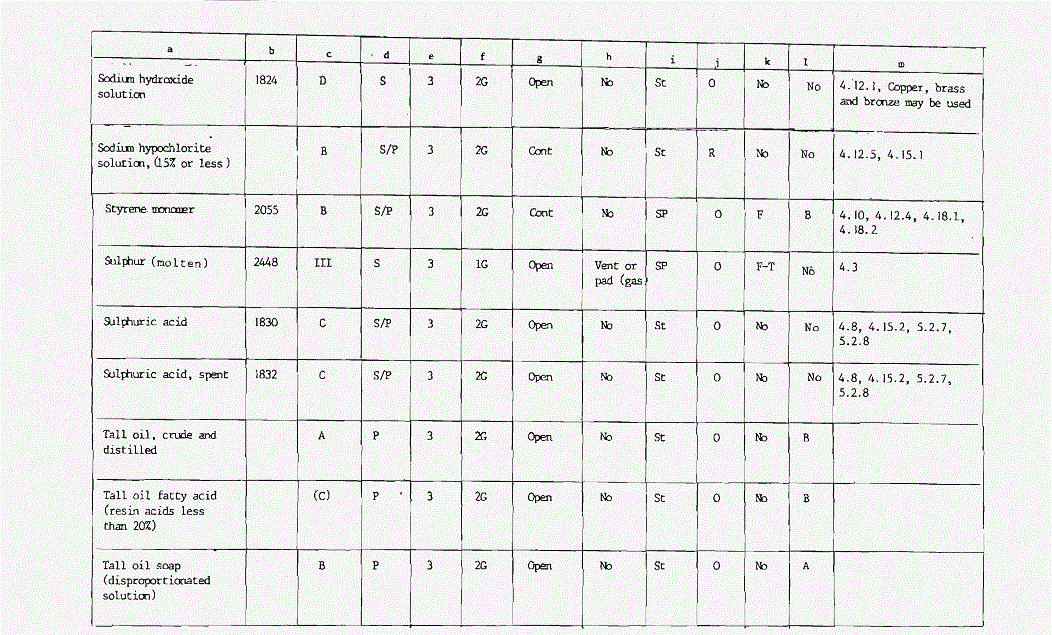 a b c d e f g h i j k l m
Sodium hydroxide 1824 D S 3 2G Open No St O No No 4.12.1, Copper, brass
solution and bronze may be used
Sodium hypochlorite B S/P 3 2G Cont No St R No No 4.12.5, 4.15.1
solution, (15% or less)
Styrene monomer 2055 B S/P 3 2G Cont No SP O F B 4.10, 4.12.4, 4.18.1,
4.18.2
Sulphur (molten) 2448 III S 3 1G Open Vent or SP O F-T No 4.3
pad (gas)
Sulphuric acid 1830 C S/P 3 2G Open No St O No No 4.8, 4.15.2, 5.2.7,
5.2.8
Sulphuric acid, spent 1832 C S/P 3 2G Open No St O No No 4.8, 4.15.2, 5.2.7,
5.2.8
Tall oil, crude and A P 3 2G Open No St O No B
distilled
Tall oil fatty acid (C) P 3 2G Open No St O No B
(resin acids less
than 20%)
Tall oil soap B P 3 2G Open No St O No A
(disproportionated
solution)